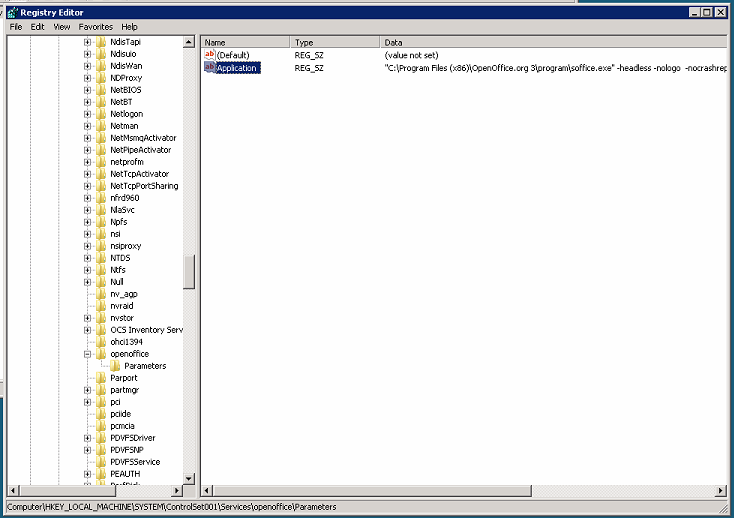 Registry Editor
File Edit View Favorites Help
NdisTapi
Ndisuio
NdisWan
NDProxy
NetBIOS
NetBT
Netlogon
Netman
NetMsmqActivator
NetPipeActivator
netprofm
NetTcpActivator
NetTcpPortSharing
nfrd960
NlaSvc
Npfs
nsi
nsiproxy
NTDS
Ntfs
Null
nv_agp
nvraid
nvstor
OCS Inventory Serv
ohci1394
openoffice
Parameters
Parport
partmgr
pci
pciide
pcmcia
PDVFSDriver
PDVFSNP
PDVFSService
PEAUTH
Name Type Data
(Default) REG_SZ (value not set)
Application REG_SZ "C:\Program Files (x86)\OpenOffice.org 3\program\soffice.exe" -headless -nologo -nocrashrep
Computer\HKEY_LOCAL_MACHINE\SYSTEM\ControlSet001\Services\openoffice\Parameters